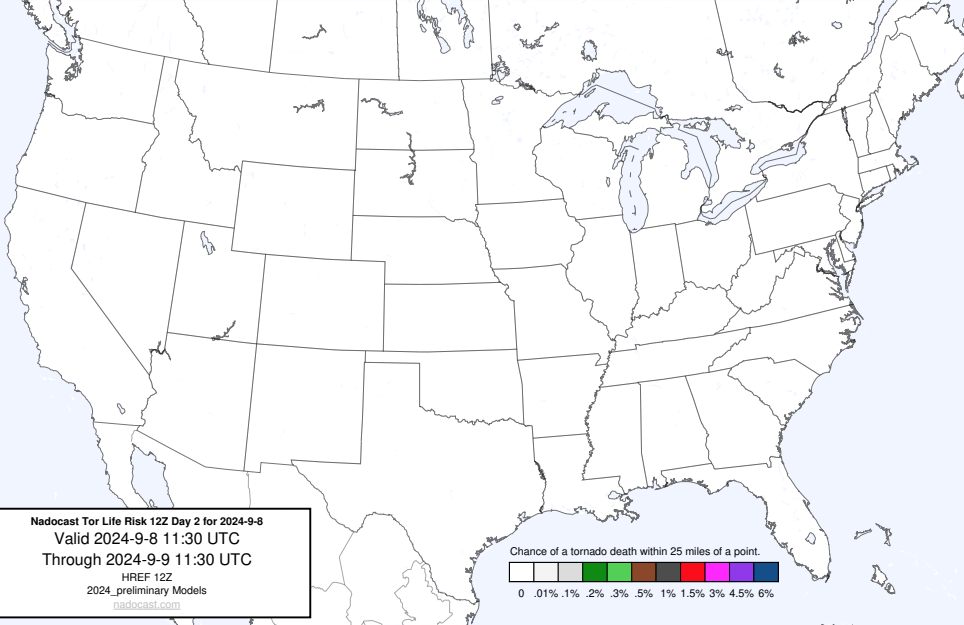 Nadocast Tor Life Risk 12Z Day 2 for 2024-9-8
Valid 2024-9-8 11:30 UTC
Through 2024-9-9 11:30 UTC
HREF 12Z
2024_preliminary Models
nadocast.com
Chance of a tornado death within 25 miles of a point.
0 .01% .1% .2% .3% .5% 1% 1.5% 3% 4.5% 6%